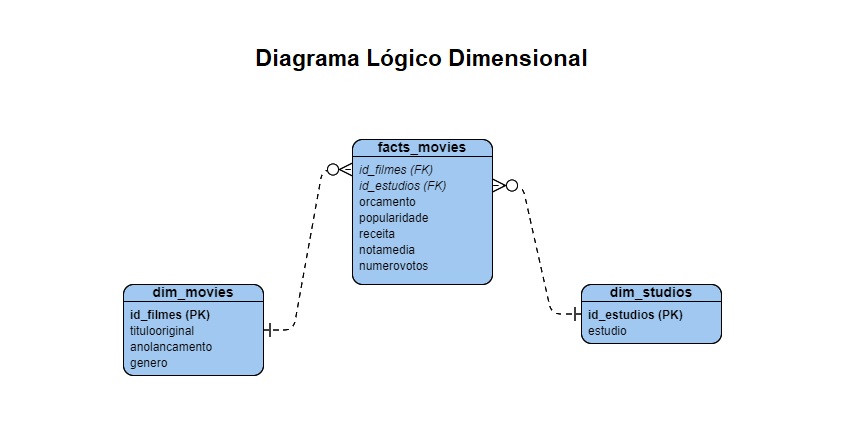 Diagrama Lógico Dimensional
facts_movies
id_filmes (FK)
id_estudios (FK)
orcamento
popularidade
receita
notamedia
numerovotos
dim_movies
id_filmes (PK)
titulooriginal
anolancamento
genero
dim_studios
id_estudios (PK)
estudio